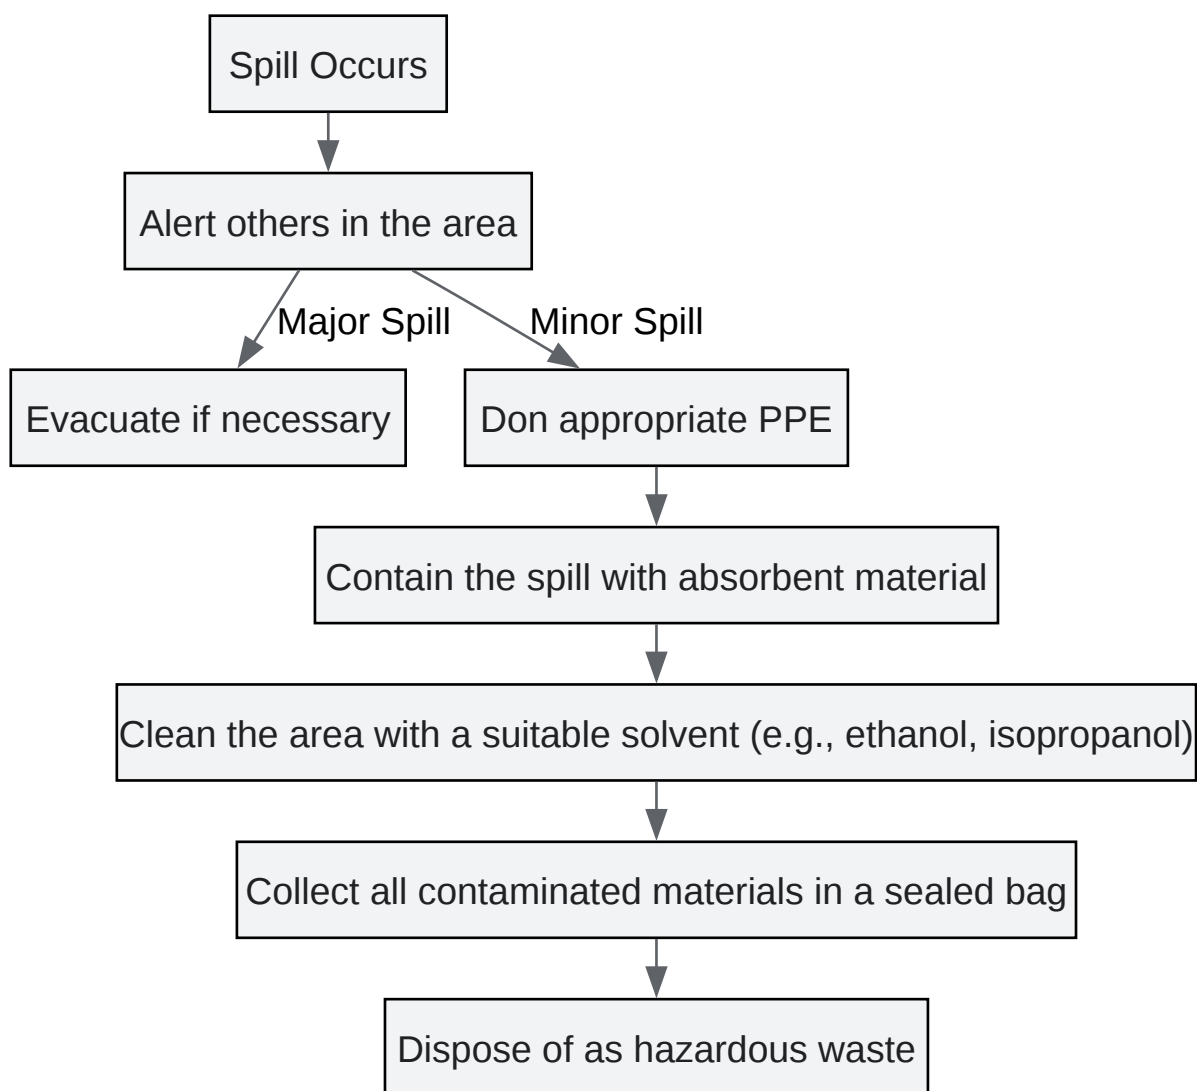 Spill Occurs
Alert others in the area
Major Spill
Minor Spill
Evacuate if necessary
Don appropriate PPE
Contain the spill with absorbent material
Clean the area with a suitable solvent (e.g., ethanol, isopropanol)
Collect all contaminated materials in a sealed bag
Dispose of as hazardous waste